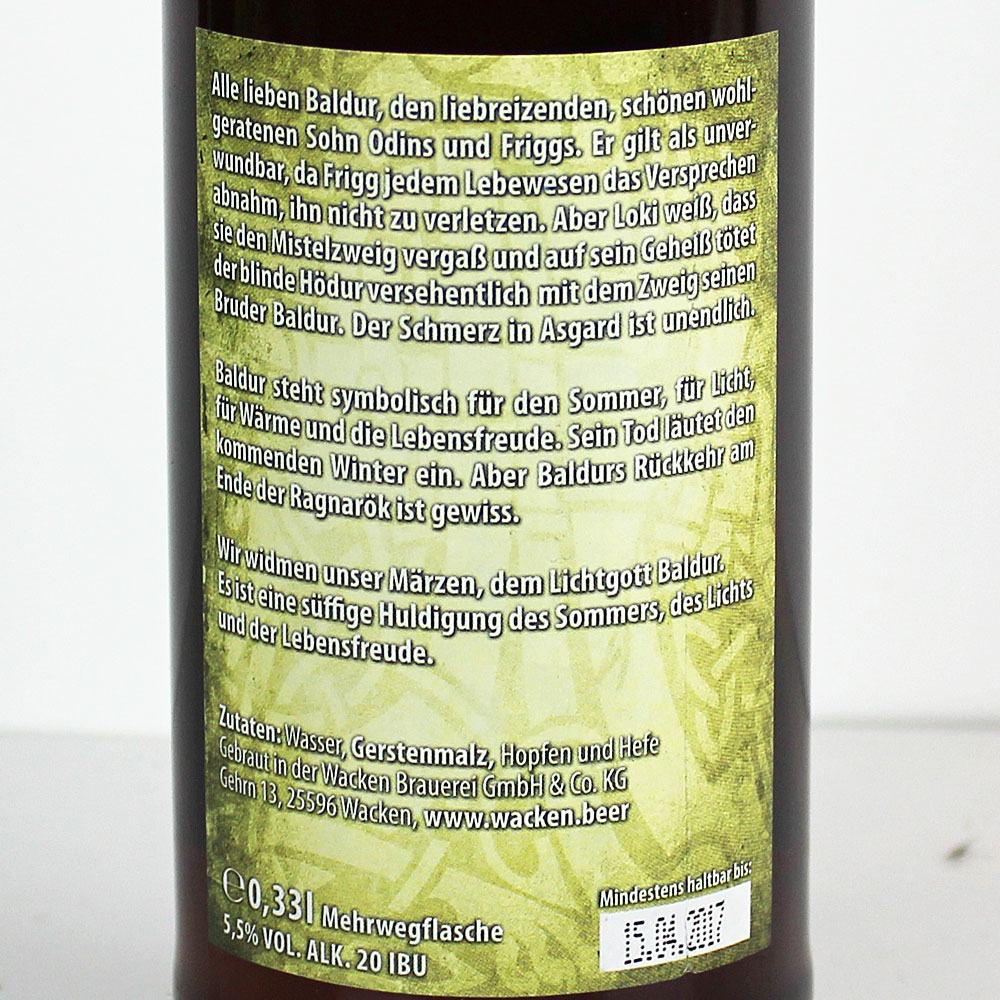 Alle lieben Baldur, den liebreizenden, schönen wohl-
geratenen Sohn Odins und Friggs. Er gilt als unver-
wundbar, da Frigg jedem Lebewesen das Versprechen
abnahm, ihn nicht zu verletzen. Aber Loki weiß, dass
sie den Mistelzweig vergaß und auf sein Geheiß tötet
der blinde Hödur versehentlich mit dem Zweig seinen
Bruder Baldur. Der Schmerz in Asgard ist unendlich.
Baldur steht symbolisch für den Sommer, für Licht,
für Wärme und die Lebensfreude. Sein Tod läutet den
kommenden Winter ein. Aber Baldurs Rückkehr am
Ende der Ragnarök ist gewiss.
Wir widmen unser Märzen, dem Lichtgott Baldur.
Es ist eine süffige Huldigung des Sommers, des Lichts
und der Lebensfreude.
Zutaten: Wasser, Gerstenmalz, Hopfen und Hefe
Gebraut in der Wacken Brauerei GmbH & Co. KG
Gehrn 13, 25596 Wacken, www.wacken.beer
℮0,33l Mehrwegflasche
5,5% VOL. ALK. 20 IBU
Mindestens haltbar bis:
15.04.2017